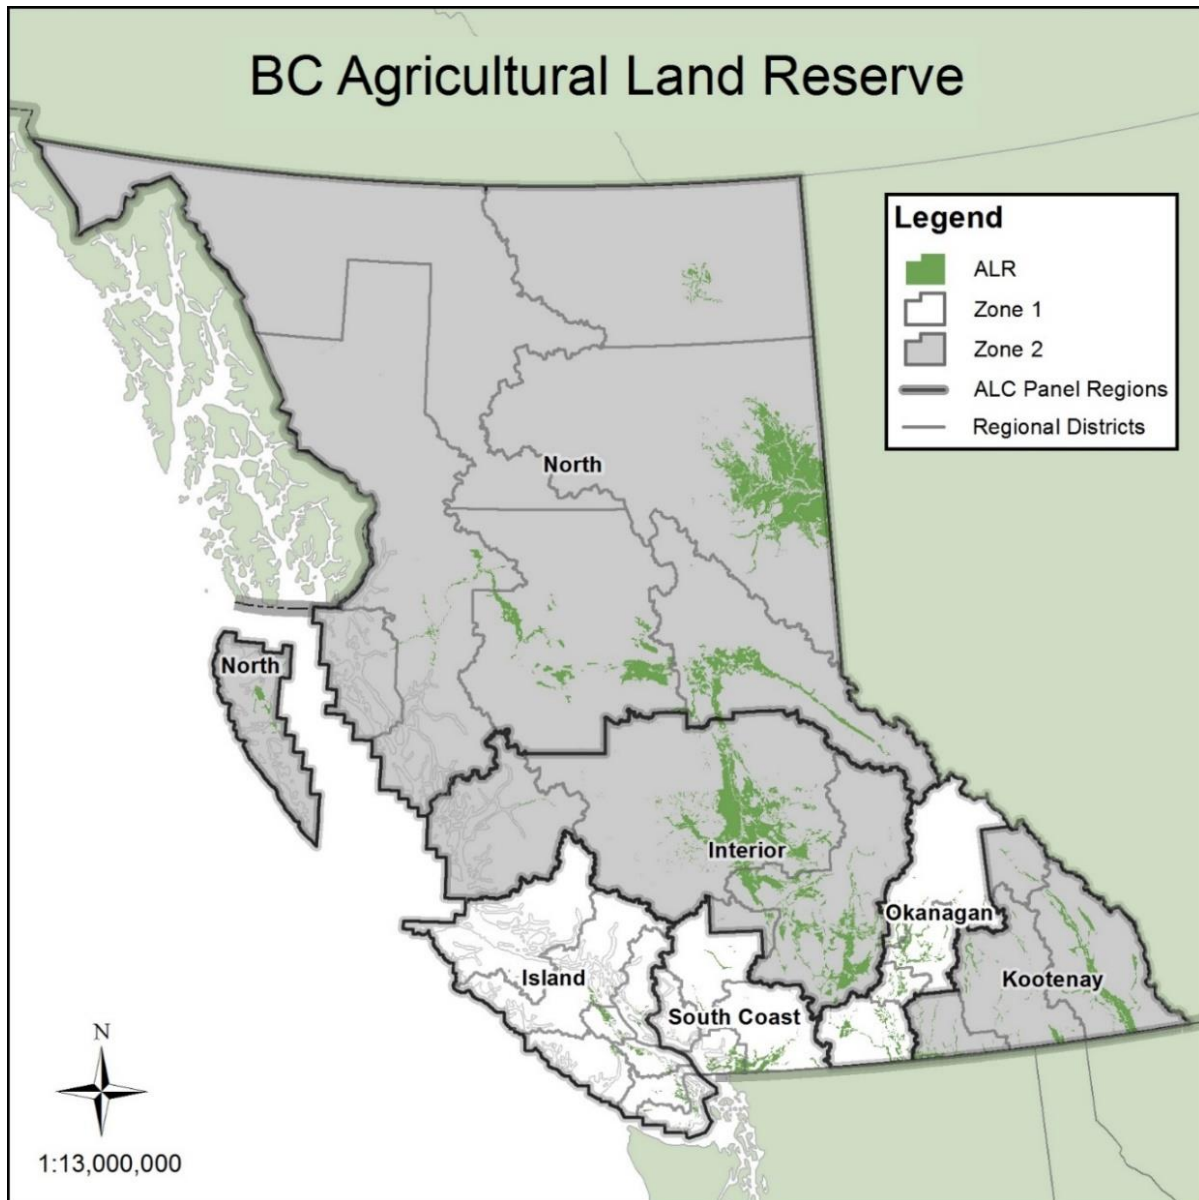 BC Agricultural Land Reserve
Legend
ALR
Zone 1
Zone 2
ALC Panel Regions
Regional Districts
North
North
Interior
Okanagan
Island
Kootenay
South Coast
N
1:13,000,000